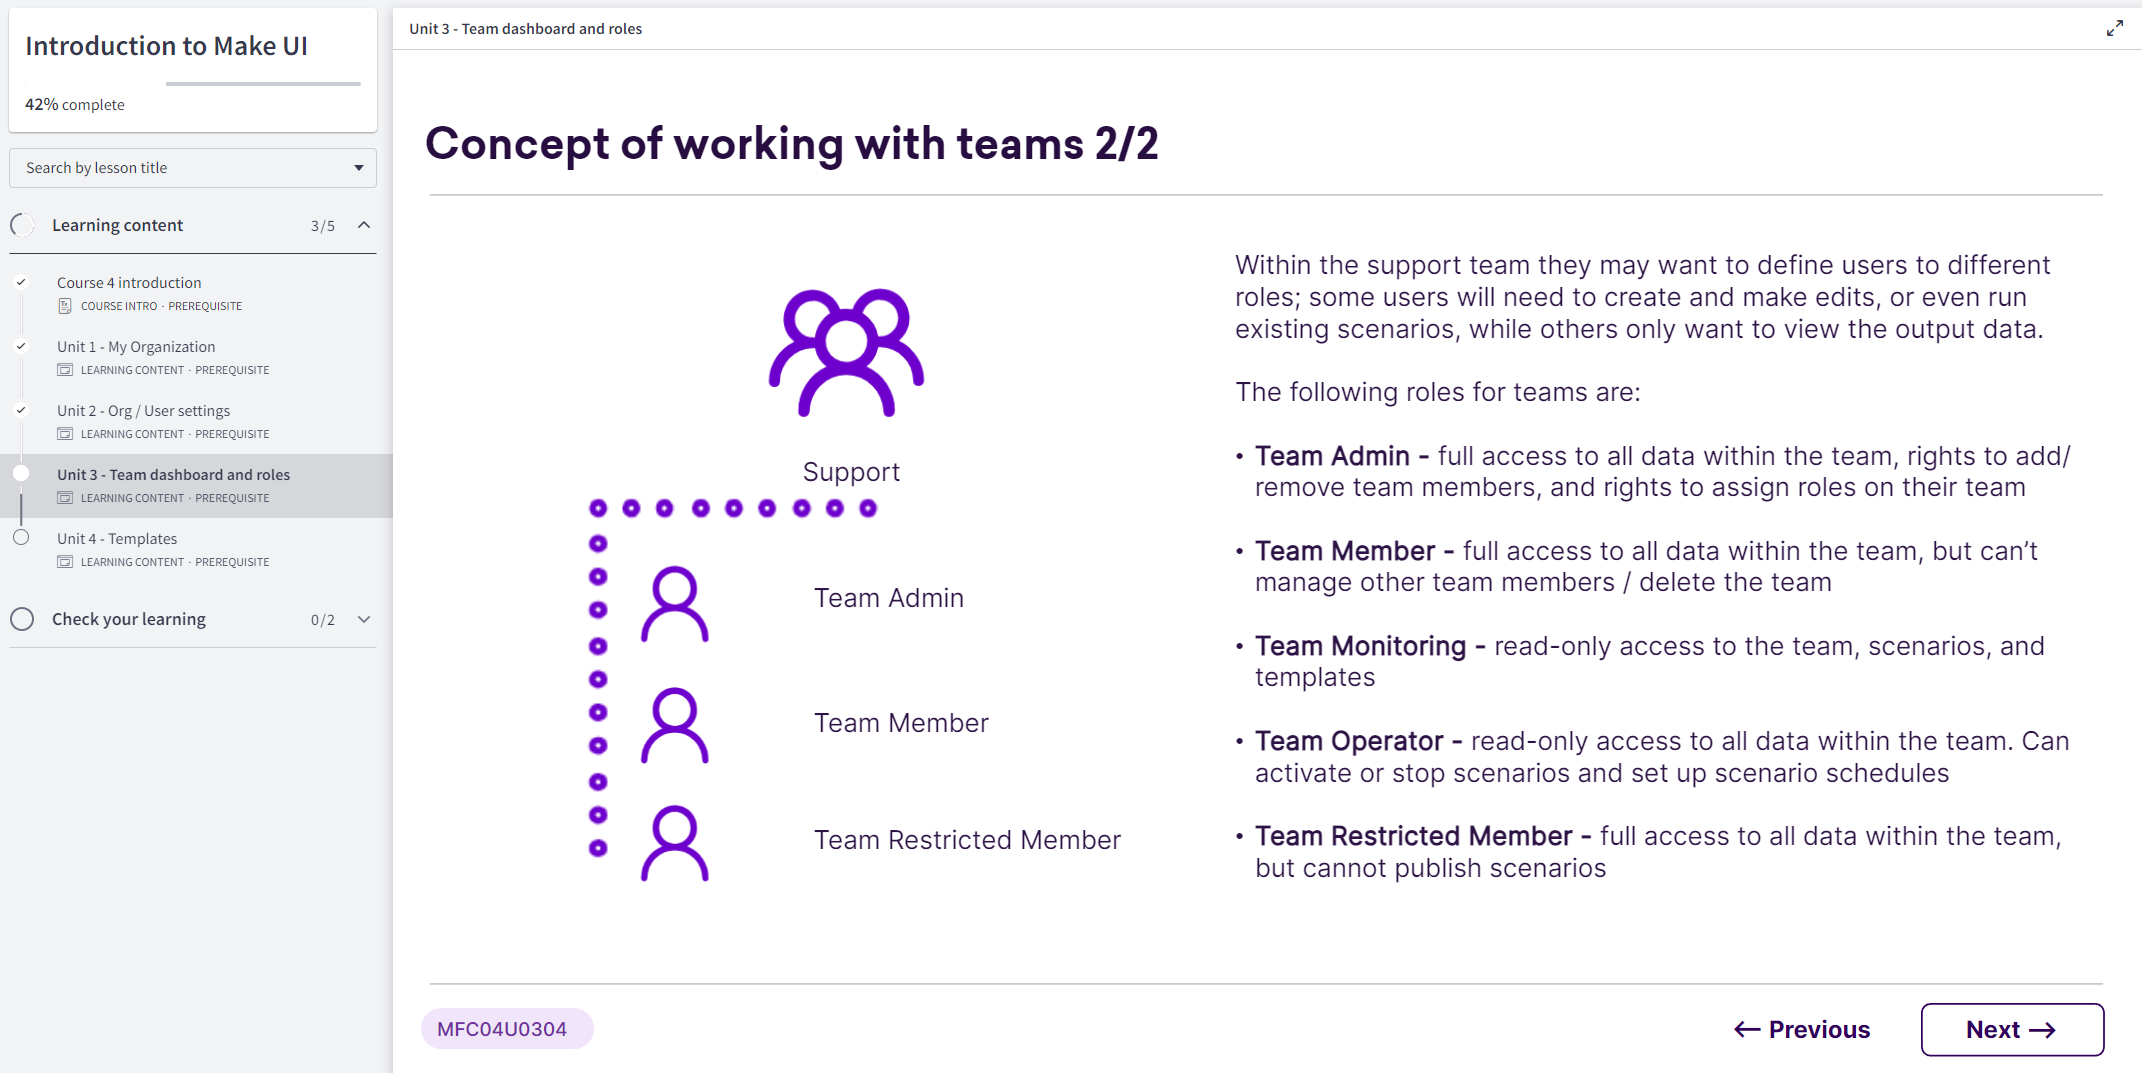 Introduction to Make UI
42% complete
Search by lesson title
Learning content 3/5
Course 4 introduction
COURSE INTRO · PREREQUISITE
Unit 1 - My Organization
LEARNING CONTENT · PREREQUISITE
Unit 2 - Org / User settings
LEARNING CONTENT · PREREQUISITE
Unit 3 - Team dashboard and roles
LEARNING CONTENT · PREREQUISITE
Unit 4 - Templates
LEARNING CONTENT · PREREQUISITE
Check your learning 0/2
Unit 3 - Team dashboard and roles
Concept of working with teams 2/2
Support
Team Admin
Team Member
Team Restricted Member
Within the support team they may want to define users to different
roles; some users will need to create and make edits, or even run
existing scenarios, while others only want to view the output data.
The following roles for teams are:
• Team Admin - full access to all data within the team, rights to add/
remove team members, and rights to assign roles on their team
• Team Member - full access to all data within the team, but can’t
manage other team members / delete the team
• Team Monitoring - read-only access to the team, scenarios, and
templates
• Team Operator - read-only access to all data within the team. Can
activate or stop scenarios and set up scenario schedules
• Team Restricted Member - full access to all data within the team,
but cannot publish scenarios
MFC04U0304
← Previous
Next →